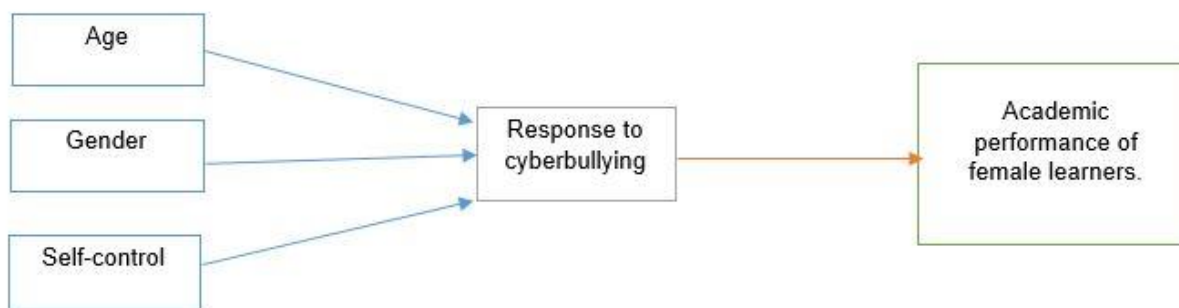 Age
Gender
Self-control
Response to
cyberbullying
Academic
performance of
female learners.